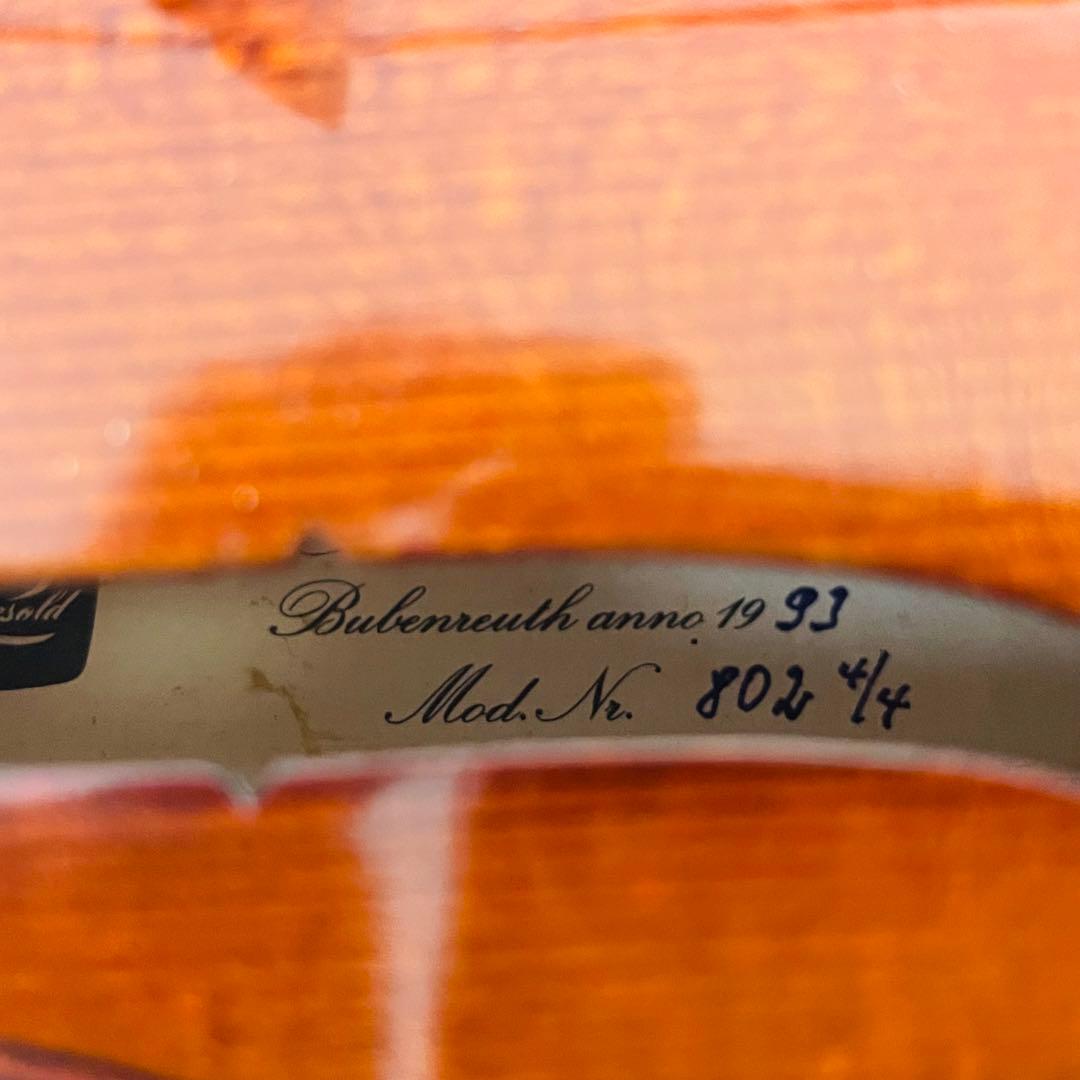 Bubenreuth anno 1993
Mod. Nr. 802 4/4